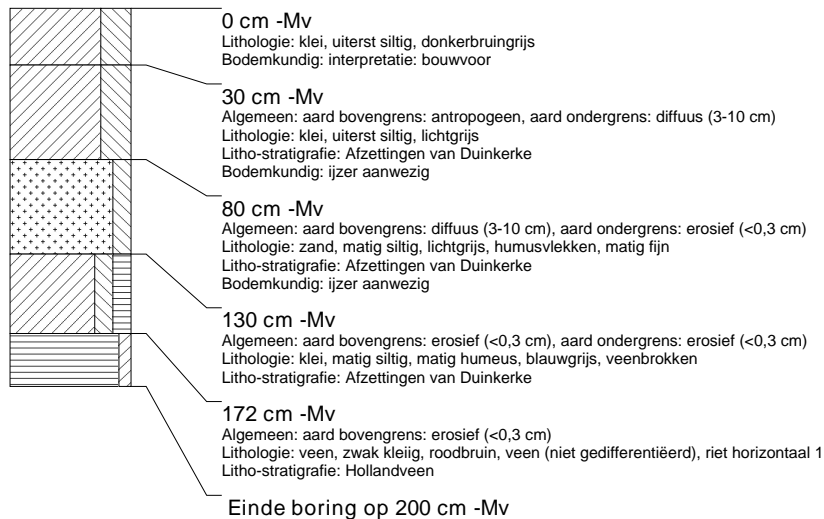 0 cm -Mv
Lithologie: klei, uiterst siltig, donkerbruingrijs
Bodemkundig: interpretatie: bouwvoor
30 cm -Mv
Algemeen: aard bovengrens: antropogeen, aard ondergrens: diffuus (3-10 cm)
Lithologie: klei, uiterst siltig, lichtgrijs
Litho-stratigrafie: Afzettingen van Duinkerke
Bodemkundig: ijzer aanwezig
80 cm -Mv
Algemeen: aard bovengrens: diffuus (3-10 cm), aard ondergrens: erosief (<0,3 cm)
Lithologie: zand, matig siltig, lichtgrijs, humusvlekken, matig fijn
Litho-stratigrafie: Afzettingen van Duinkerke
Bodemkundig: ijzer aanwezig
130 cm -Mv
Algemeen: aard bovengrens: erosief (<0,3 cm), aard ondergrens: erosief (<0,3 cm)
Lithologie: klei, matig siltig, matig humeus, blauwgrijs, veenbrokken
Litho-stratigrafie: Afzettingen van Duinkerke
172 cm -Mv
Algemeen: aard bovengrens: erosief (<0,3 cm)
Lithologie: veen, zwak kleiig, roodbruin, veen (niet gedifferentiëerd), riet horizontaal 1
Litho-stratigrafie: Hollandveen
Einde boring op 200 cm -Mv